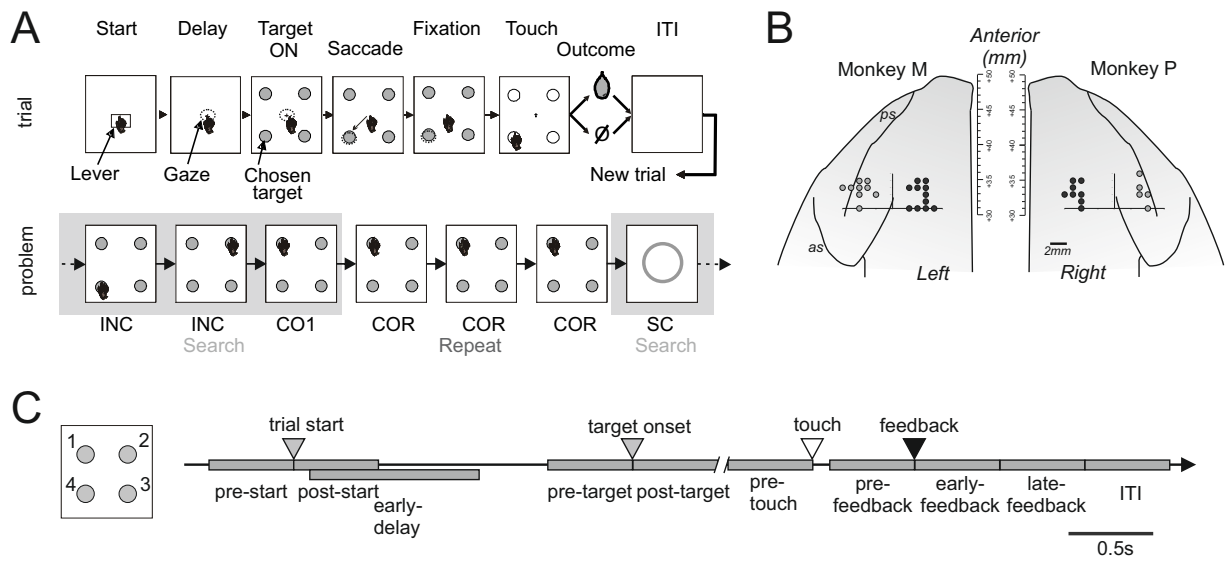 A
Start
Delay
Target
ON
Saccade
Fixation
Touch
Outcome
ITI
trial
Lever
Gaze
Chosen
target
New trial
problem
INC
INC
CO1
COR
COR
COR
SC
Search
Repeat
Search
B
Anterior
(mm)
Monkey M
Monkey P
+50
+45
+40
+35
+30
+50
+45
+40
+35
+30
ps
as
2mm
Left
Right
C
1
2
4
3
trial start
target onset
touch
feedback
pre-start
post-start
early-
delay
pre-target
post-target
pre-
touch
pre-
feedback
early-
feedback
late-
feedback
ITI
0.5s